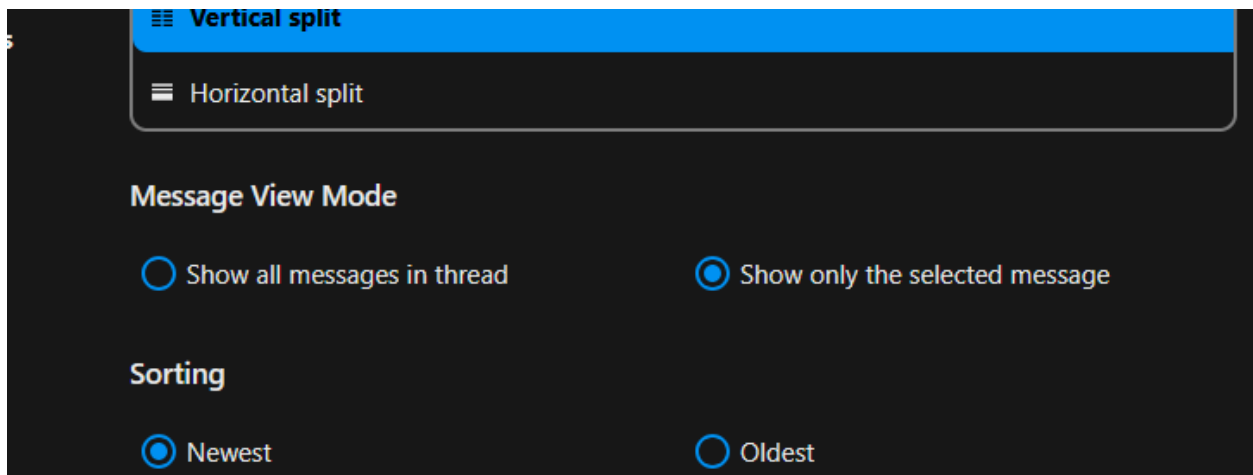 s
Vertical split
Horizontal split
Message View Mode
Show all messages in thread
Show only the selected message
Sorting
Newest
Oldest